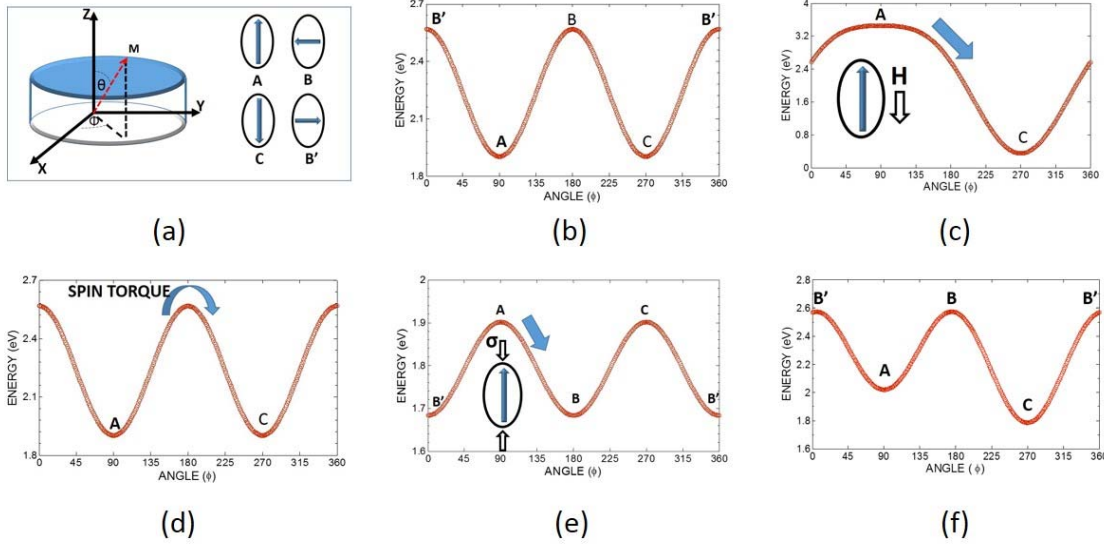 Z
M
θ
Φ
Y
X
A
B
C
B'
(a)
B'
B
B'
A
C
ENERGY (eV)
2.7
2.4
2.1
1.8
0 45 90 135 180 225 270 315 360
ANGLE (ϕ)
(b)
A
H
C
ENERGY (eV)
4
3.2
2.4
1.6
0.8
0
0 45 90 135 180 225 270 315 360
ANGLE (ϕ)
(c)
SPIN TORQUE
A
C
ENERGY (eV)
2.7
2.4
2.1
1.8
0 45 90 135 180 225 270 315 360
ANGLE (ϕ)
(d)
A
C
σ
B'
B
B'
ENERGY (eV)
2
1.9
1.8
1.7
1.6
0 45 90 135 180 225 270 315 360
ANGLE (ϕ)
(e)
B'
B
B'
A
C
ENERGY (eV)
2.8
2.6
2.4
2.2
2
1.8
1.6
0 45 90 135 180 225 270 315 360
ANGLE (ϕ)
(f)